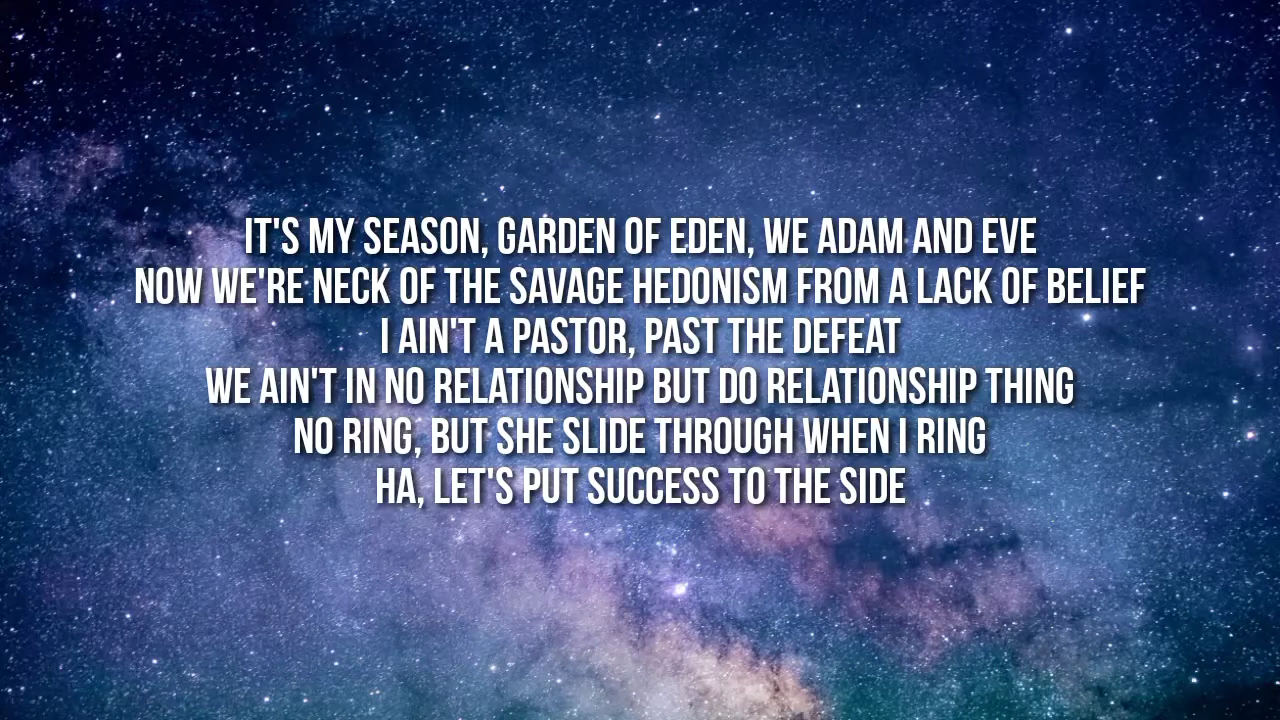 IT'S MY SEASON, GARDEN OF EDEN, WE ADAM AND EVE
NOW WE'RE NECK OF THE SAVAGE HEDONISM FROM A LACK OF BELIEF
I AIN'T A PASTOR, PAST THE DEFEAT
WE AIN'T IN NO RELATIONSHIP BUT DO RELATIONSHIP THING
NO RING, BUT SHE SLIDE THROUGH WHEN I RING
HA, LET'S PUT SUCCESS TO THE SIDE